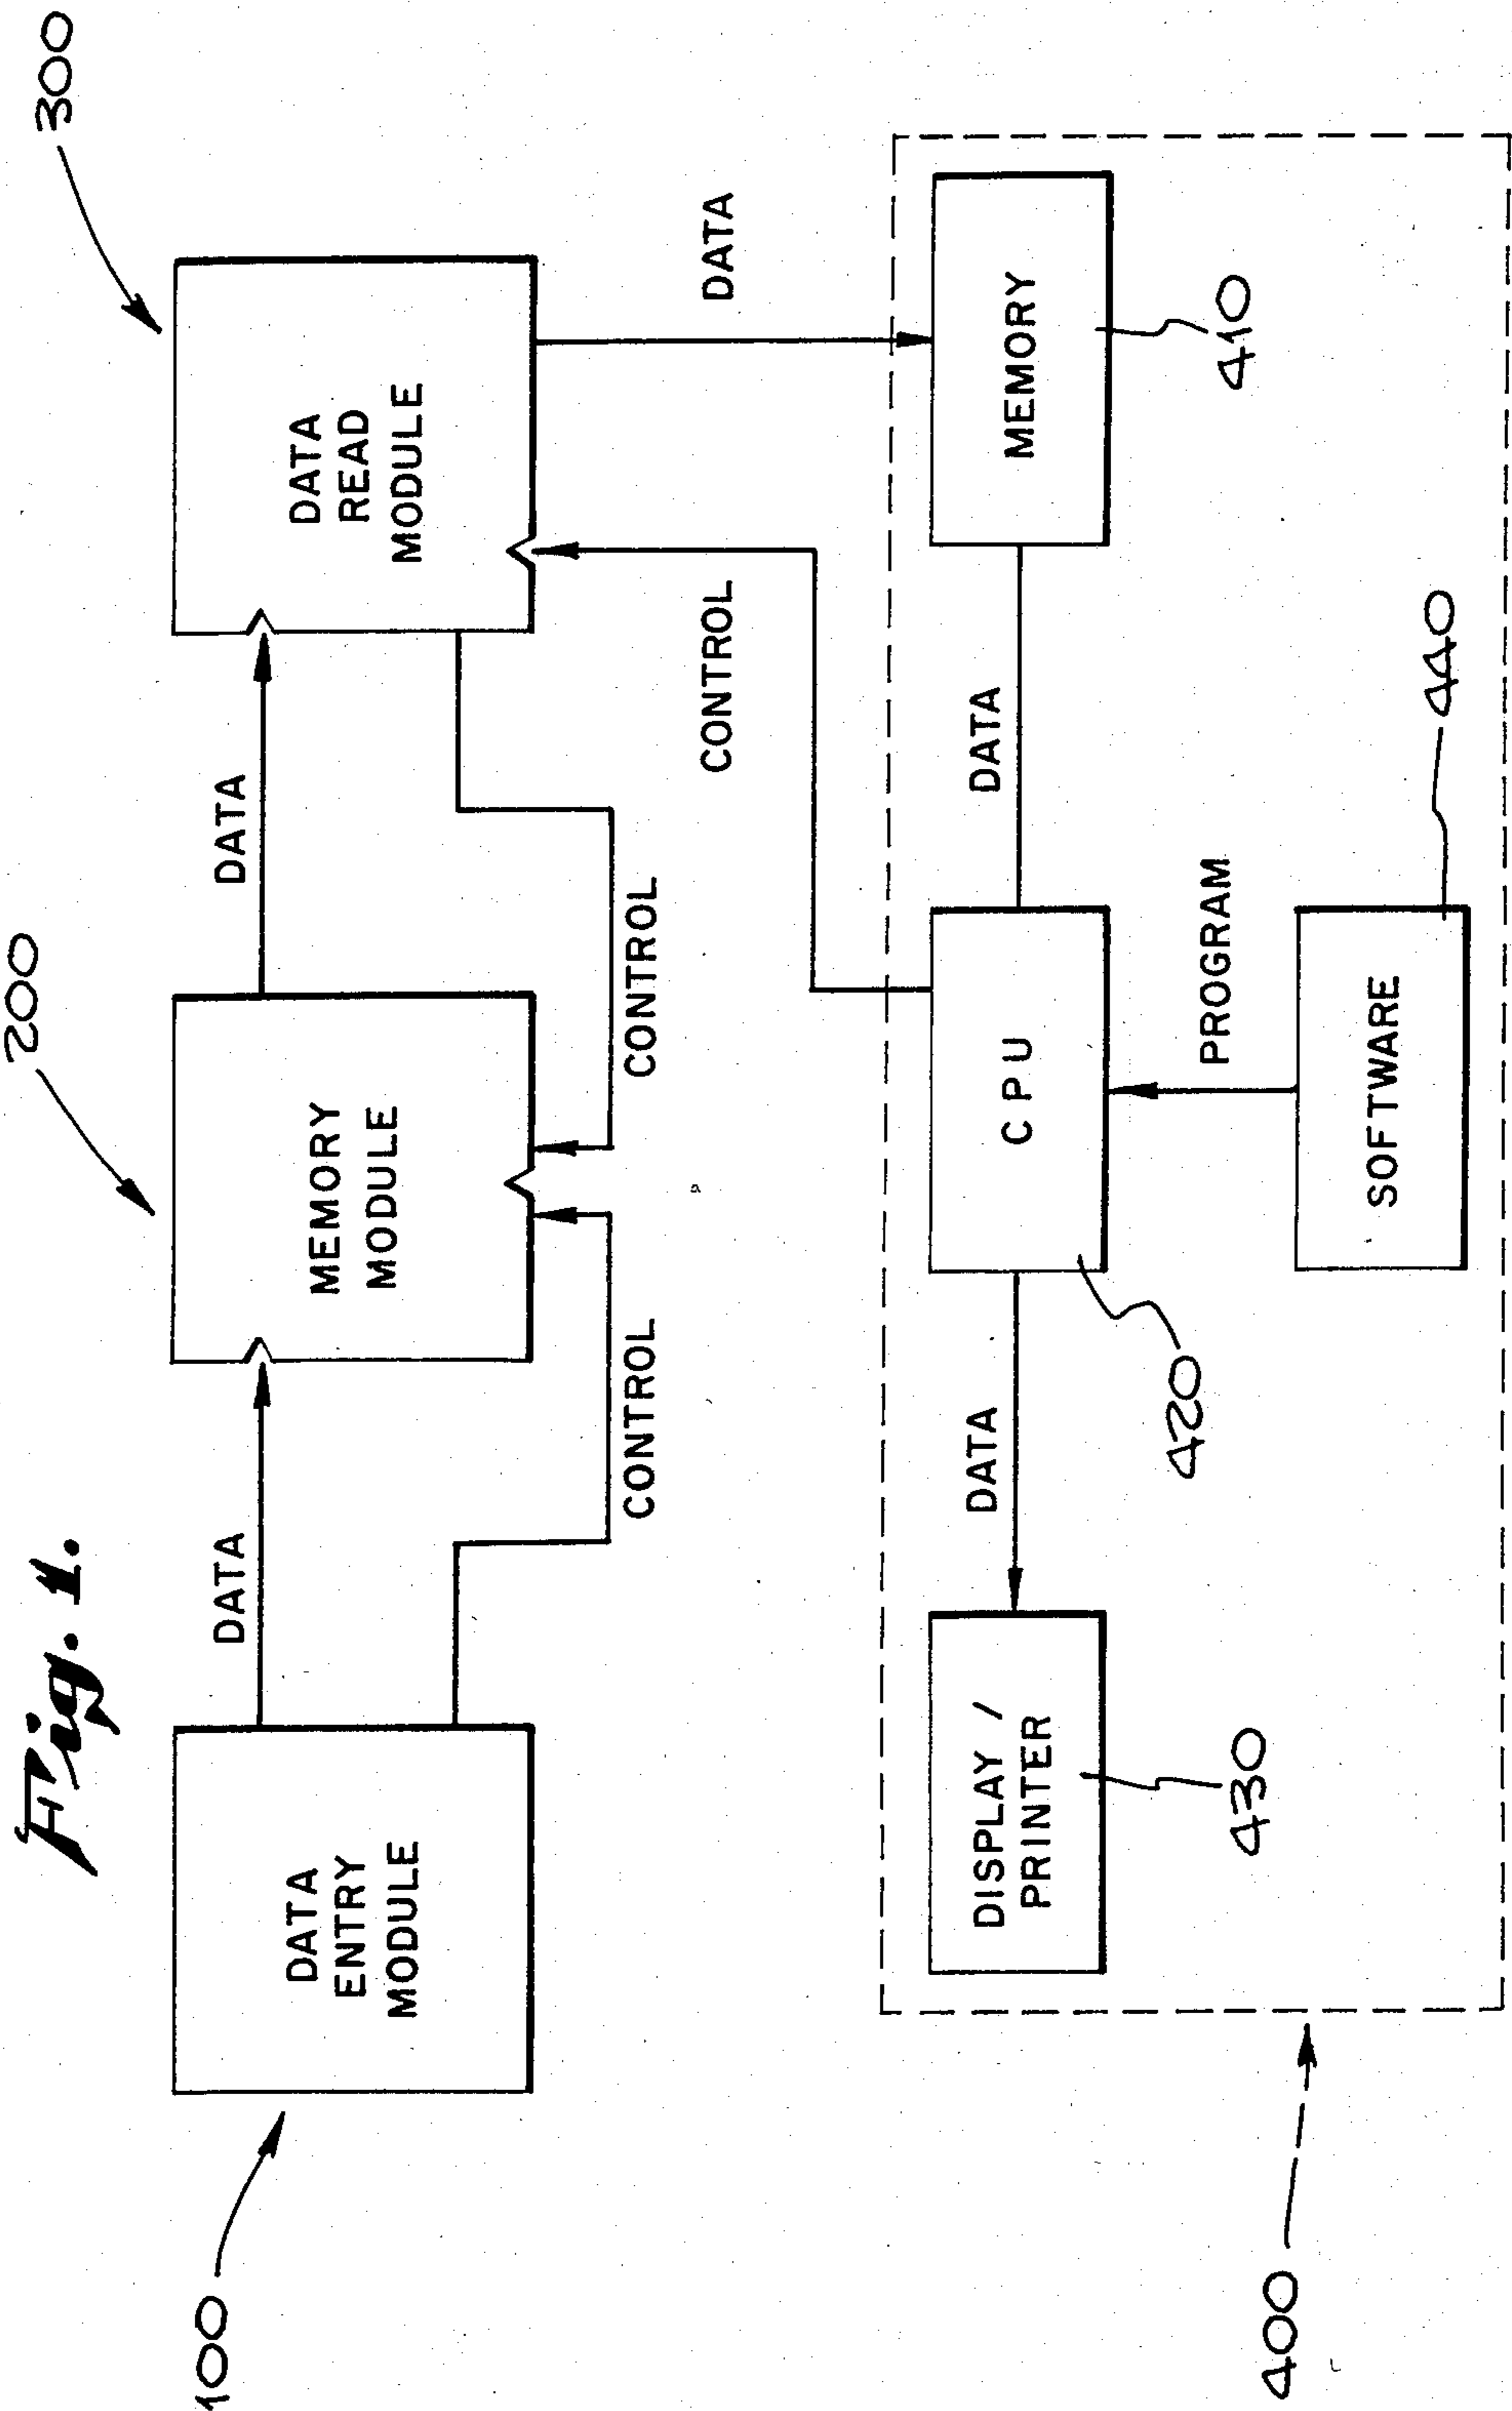 Fig. 1.
100
200
300
DATA
ENTRY
MODULE
DATA
CONTROL
MEMORY
MODULE
DATA
CONTROL
DATA
READ
MODULE
CONTROL
DATA
400
DISPLAY /
PRINTER
430
DATA
CPU
420
DATA
MEMORY
410
PROGRAM
SOFTWARE
440